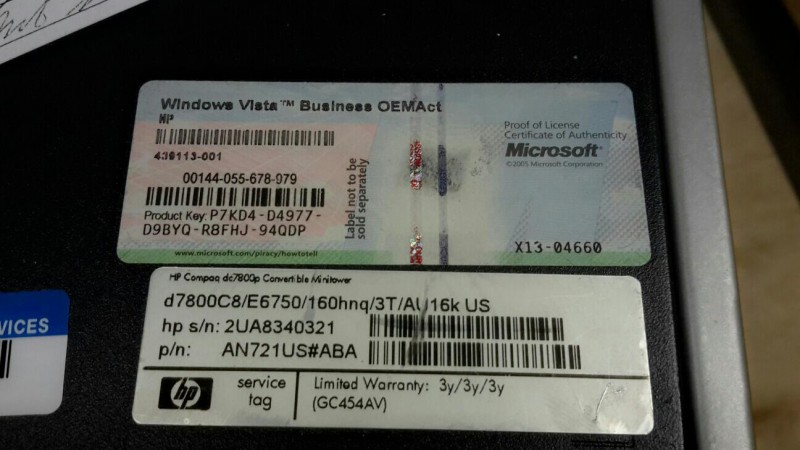 Windows Vista™ Business OEMAct
HP
Proof of License
Certificate of Authenticity
Microsoft®
©2005 Microsoft Corporation
436113-001
00144-055-678-979
Label not to be
sold separately
Product Key: P7KD4-D4977-
D9BYQ-R8FHJ-94QDP
www.microsoft.com/piracy/howtotell
X13-04660
HP Compaq dc7800p Convertible Minitower
d7800C8/E6750/160hnq/3T/AU16k US
hp s/n: 2UA8340321
p/n: AN721US#ABA
hp
service
tag
Limited Warranty: 3y/3y/3y
(GC454AV)
VICES